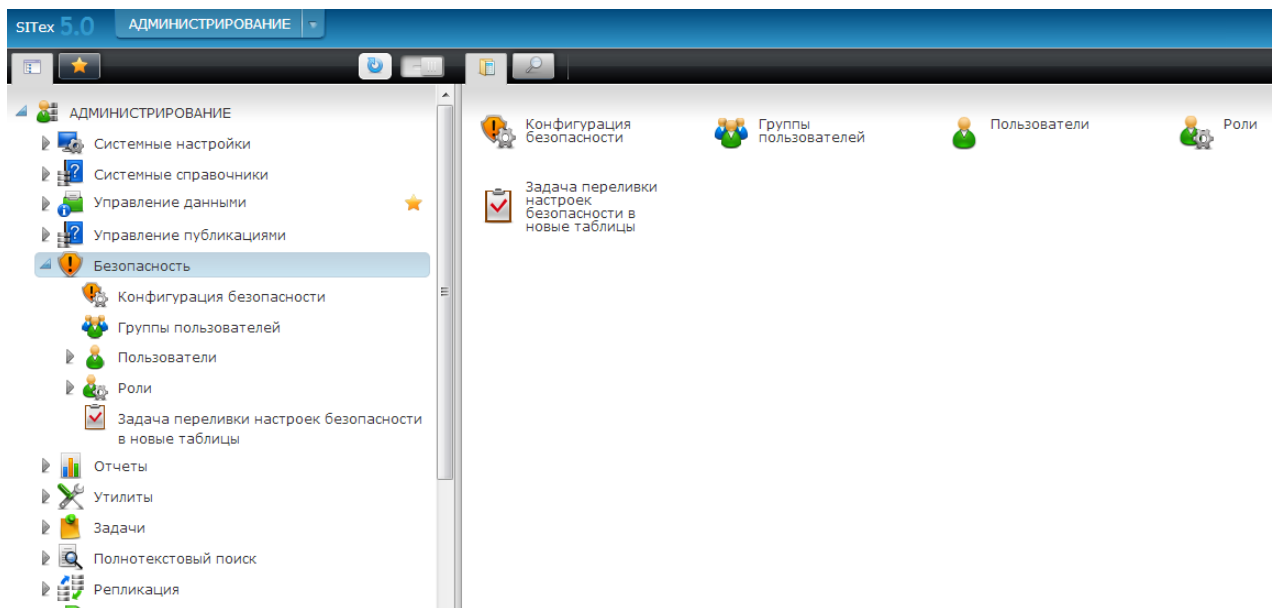 SITex 5.0 АДМИНИСТРИРОВАНИЕ
АДМИНИСТРИРОВАНИЕ
Системные настройки
Системные справочники
Управление данными
Управление публикациями
Безопасность
Конфигурация безопасности
Группы пользователей
Пользователи
Роли
Задача переливки настроек безопасности
в новые таблицы
Отчеты
Утилиты
Задачи
Полнотекстовый поиск
Репликация
Конфигурация
безопасности
Группы
пользователей
Пользователи
Роли
Задача переливки
настроек
безопасности в
новые таблицы